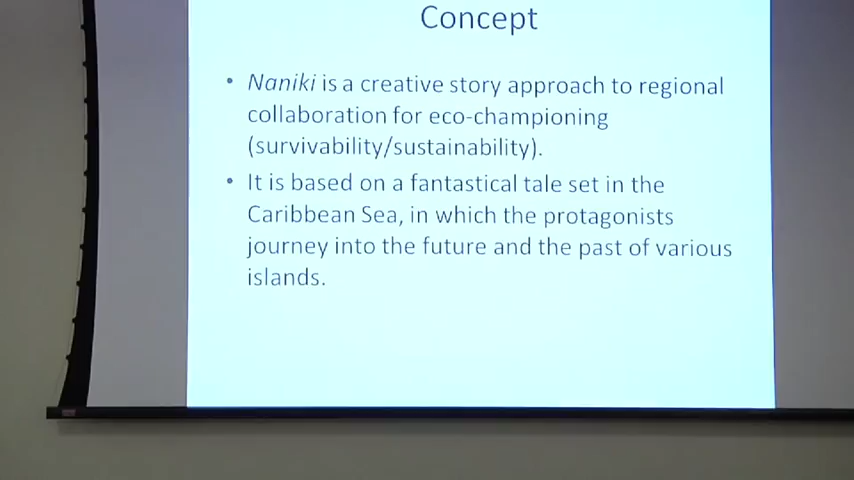 Concept
• Naniki is a creative story approach to regional
collaboration for eco-championing
(survivability/sustainability).
• It is based on a fantastical tale set in the
Caribbean Sea, in which the protagonists
journey into the future and the past of various
islands.